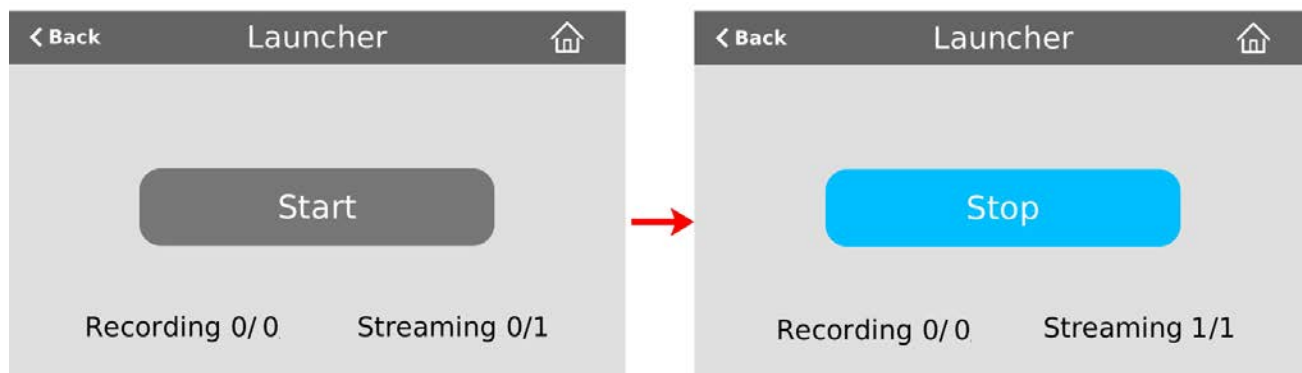 Back Launcher
Start
Recording 0/ 0 Streaming 0/1
Back Launcher
Stop
Recording 0/ 0 Streaming 1/1